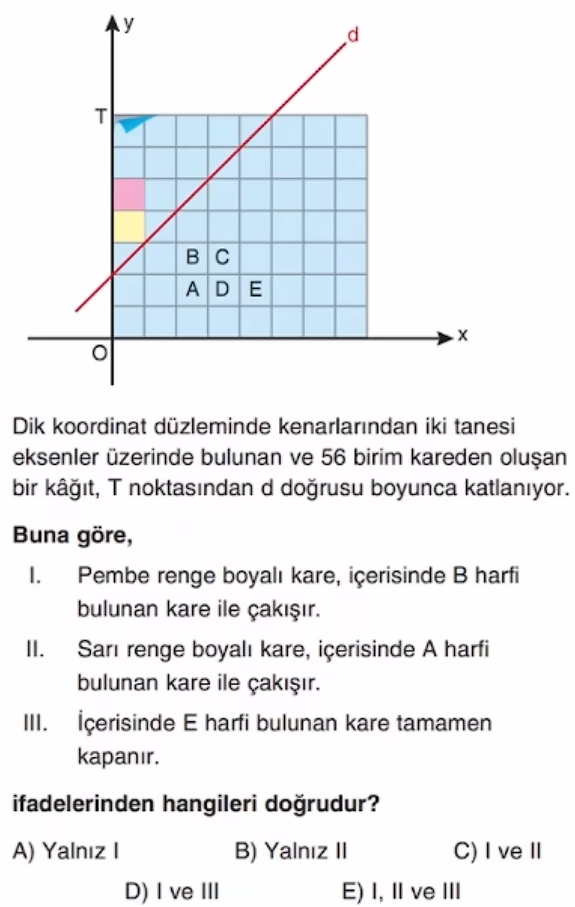 y
d
T
B C
A D E
x
O
Dik koordinat düzleminde kenarlarından iki tanesi
eksenler üzerinde bulunan ve 56 birim kareden oluşan
bir kâğıt, T noktasından d doğrusu boyunca katlanıyor.
Buna göre,
I. Pembe renge boyalı kare, içerisinde B harfi
bulunan kare ile çakışır.
II. Sarı renge boyalı kare, içerisinde A harfi
bulunan kare ile çakışır.
III. İçerisinde E harfi bulunan kare tamamen
kapanır.
ifadelerinden hangileri doğrudur?
A) Yalnız I B) Yalnız II C) I ve II
D) I ve III E) I, II ve III